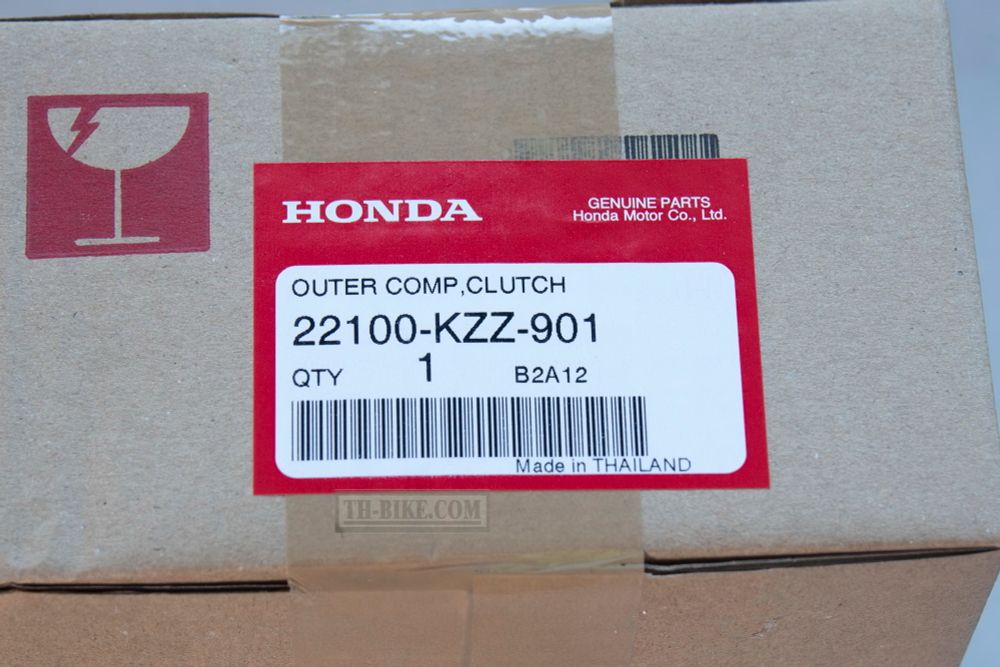 HONDA
GENUINE PARTS
Honda Motor Co., Ltd.
OUTER COMP,CLUTCH
22100-KZZ-901
QTY 1 B2A12
Made in THAILAND
TH-BIKE.COM